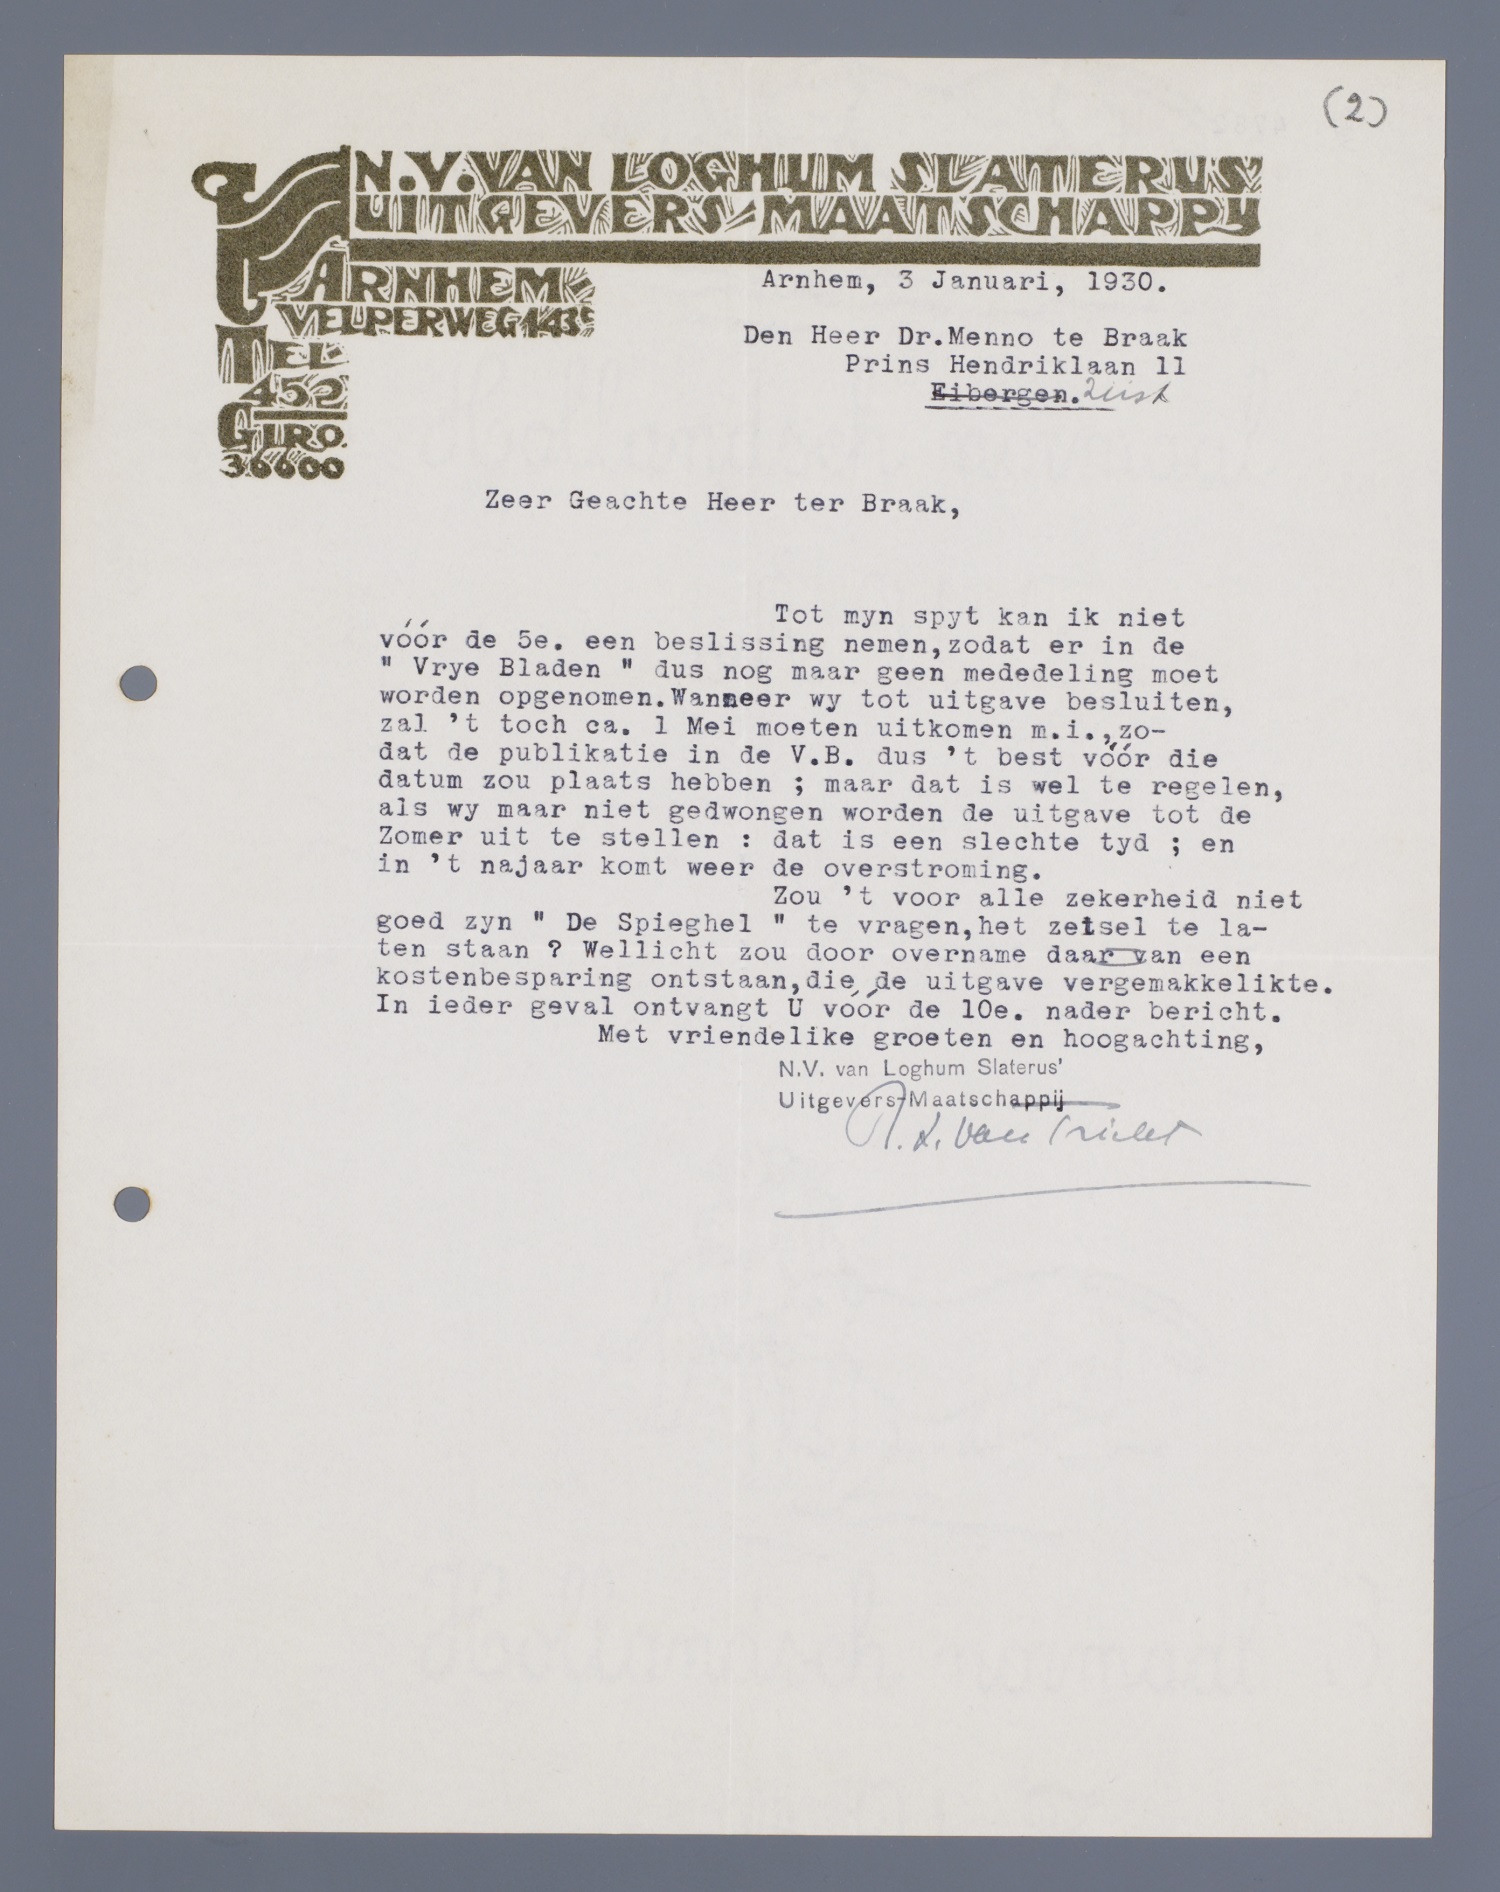 (2)
N.V. VAN LOGHUM SLATERUS'
UITGEVERS-MAATSCHAPPY
ARNHEM
VELPERWEG 143c
TEL.
452
GIRO.
36600
Arnhem, 3 Januari, 1930.
Den Heer Dr.Menno te Braak
Prins Hendriklaan 11
Eibergen. Zeist
Zeer Geachte Heer ter Braak,
Tot myn spyt kan ik niet
vóór de 5e. een beslissing nemen,zodat er in de
" Vrye Bladen " dus nog maar geen mededeling moet
worden opgenomen.Wanneer wy tot uitgave besluiten,
zal 't toch ca. 1 Mei moeten uitkomen m.i.,zo-
dat de publikatie in de V.B. dus 't best vóór die
datum zou plaats hebben ; maar dat is wel te regelen,
als wy maar niet gedwongen worden de uitgave tot de
Zomer uit te stellen : dat is een slechte tyd ; en
in 't najaar komt weer de overstroming.
Zou 't voor alle zekerheid niet
goed zyn " De Spieghel " te vragen,het zetsel te la-
ten staan ? Wellicht zou door overname daar van een
kostenbesparing ontstaan,die de uitgave vergemakkelikte.
In ieder geval ontvangt U vóór de 10e. nader bericht.
Met vriendelike groeten en hoogachting,
N.V. van Loghum Slaterus'
Uitgevers-Maatschappij
van Tricht